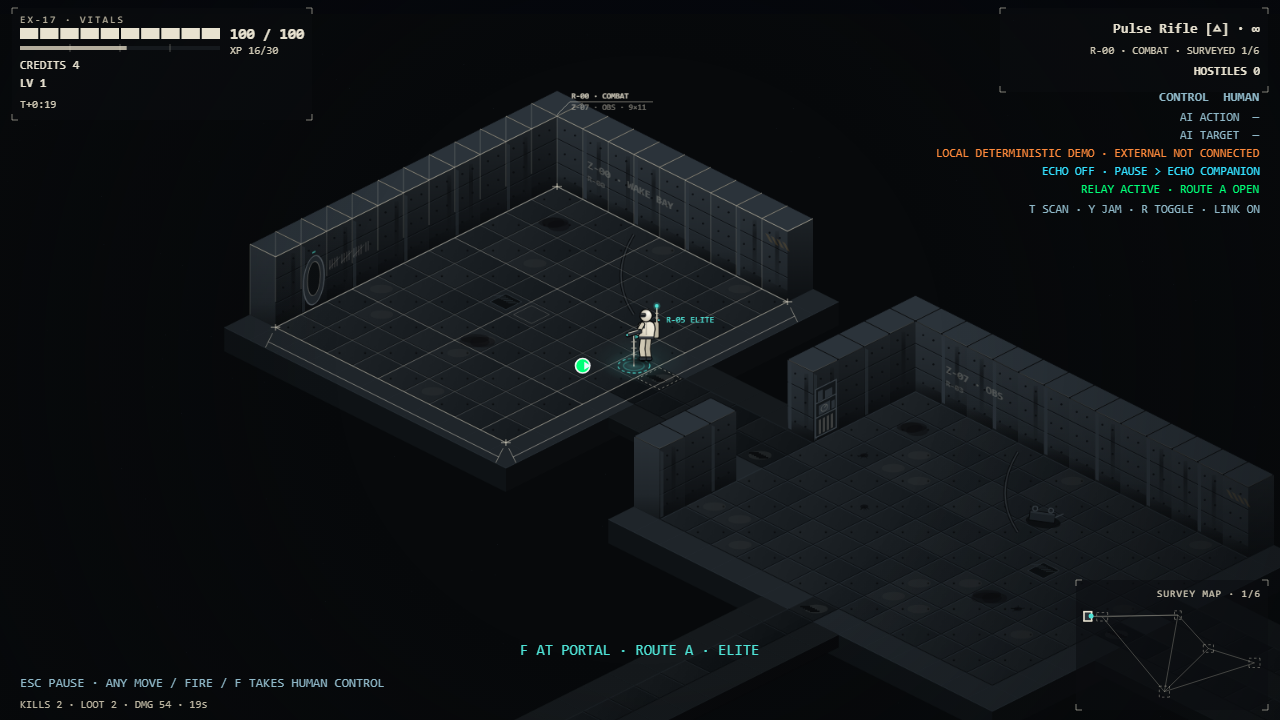 EX-17 · VITALS
100 / 100
XP 16/30
CREDITS 4
LV 1
T+0:19
Pulse Rifle [▲] · ∞
R-00 · COMBAT · SURVEYED 1/6
HOSTILES 0
CONTROL HUMAN
AI ACTION —
AI TARGET —
LOCAL DETERMINISTIC DEMO · EXTERNAL NOT CONNECTED
ECHO OFF · PAUSE > ECHO COMPANION
RELAY ACTIVE · ROUTE A OPEN
T SCAN · Y JAM · R TOGGLE · LINK ON
R-00 · COMBAT
Z-07 · OBS · 9×11
Z-00 · WAKE BAY
R-00
R-05 ELITE
Z-07 · OBS
SURVEY MAP · 1/6
F AT PORTAL · ROUTE A · ELITE
ESC PAUSE · ANY MOVE / FIRE / F TAKES HUMAN CONTROL
KILLS 2 · LOOT 2 · DMG 54 · 19s